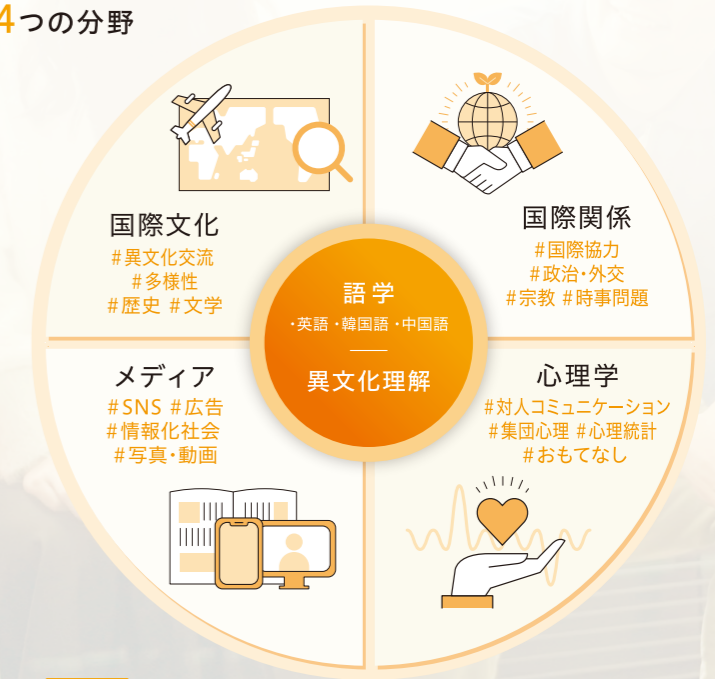 4つの分野
国際文化
#異文化交流
#多様性
#歴史 #文学
国際関係
#国際協力
#政治・外交
#宗教 #時事問題
語学
・英語 ・韓国語 ・中国語
異文化理解
メディア
#SNS #広告
#情報化社会
#写真・動画
心理学
#対人コミュニケーション
#集団心理 #心理統計
#おもてなし